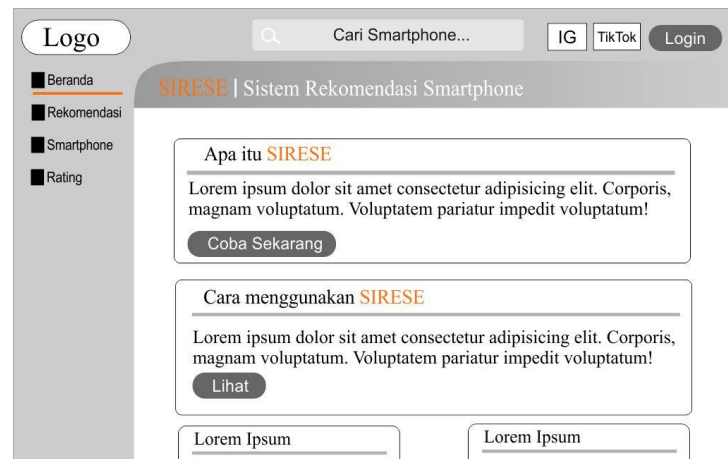 Logo
Cari Smartphone...
IG
TikTok
Login
Beranda
Rekomendasi
Smartphone
Rating
SIRESE | Sistem Rekomendasi Smartphone
Apa itu SIRESE
Lorem ipsum dolor sit amet consectetur adipisicing elit. Corporis,
magnam voluptatum. Voluptatem pariatur impedit voluptatum!
Coba Sekarang
Cara menggunakan SIRESE
Lorem ipsum dolor sit amet consectetur adipisicing elit. Corporis,
magnam voluptatum. Voluptatem pariatur impedit voluptatum!
Lihat
Lorem Ipsum
Lorem Ipsum